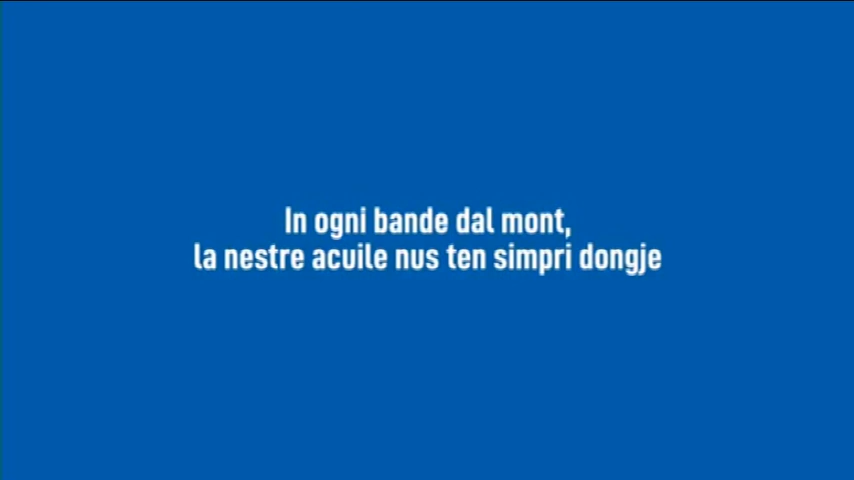 In ogni bande dal mont,
la nestre acuile nus ten simpri dongje